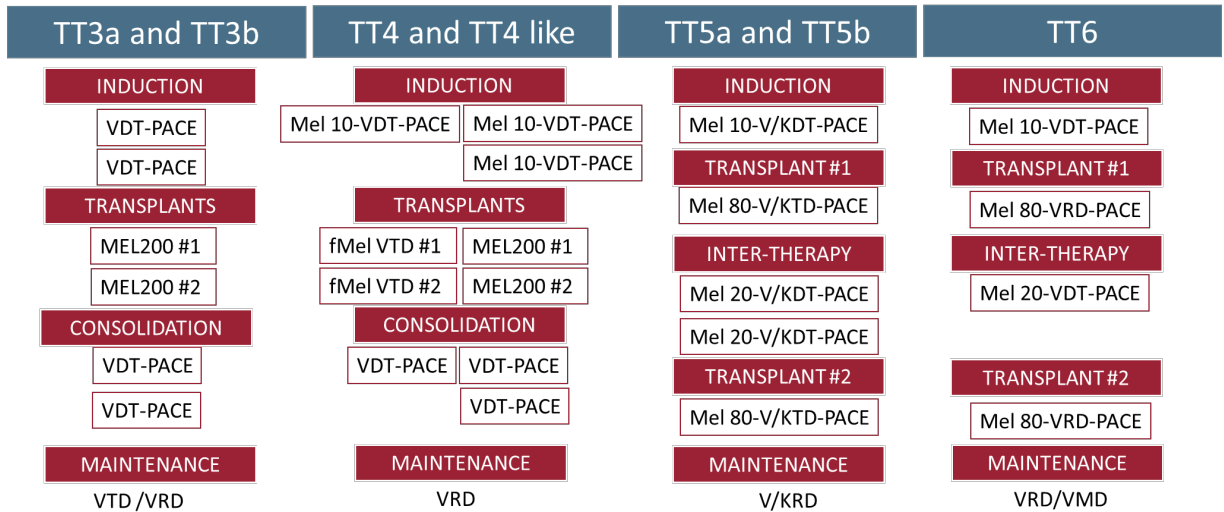 TT3a and TT3b
INDUCTION
VDT-PACE
VDT-PACE
TRANSPLANTS
MEL200 #1
MEL200 #2
CONSOLIDATION
VDT-PACE
VDT-PACE
MAINTENANCE
VTD /VRD
TT4 and TT4 like
INDUCTION
Mel 10-VDT-PACE Mel 10-VDT-PACE
Mel 10-VDT-PACE
TRANSPLANTS
fMel VTD #1 MEL200 #1
fMel VTD #2 MEL200 #2
CONSOLIDATION
VDT-PACE VDT-PACE
VDT-PACE
MAINTENANCE
VRD
TT5a and TT5b
INDUCTION
Mel 10-V/KDT-PACE
TRANSPLANT #1
Mel 80-V/KTD-PACE
INTER-THERAPY
Mel 20-V/KDT-PACE
Mel 20-V/KDT-PACE
TRANSPLANT #2
Mel 80-V/KTD-PACE
MAINTENANCE
V/KRD
TT6
INDUCTION
Mel 10-VDT-PACE
TRANSPLANT #1
Mel 80-VRD-PACE
INTER-THERAPY
Mel 20-VDT-PACE
TRANSPLANT #2
Mel 80-VRD-PACE
MAINTENANCE
VRD/VMD